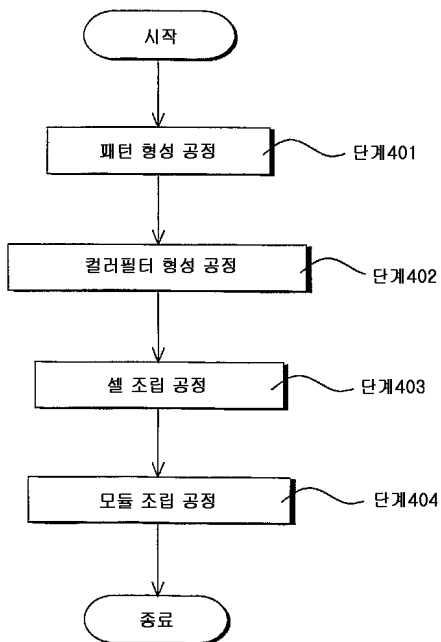 시작
패턴 형성 공정
단계401
컬러필터 형성 공정
단계402
셀 조립 공정
단계403
모듈 조립 공정
단계404
종료